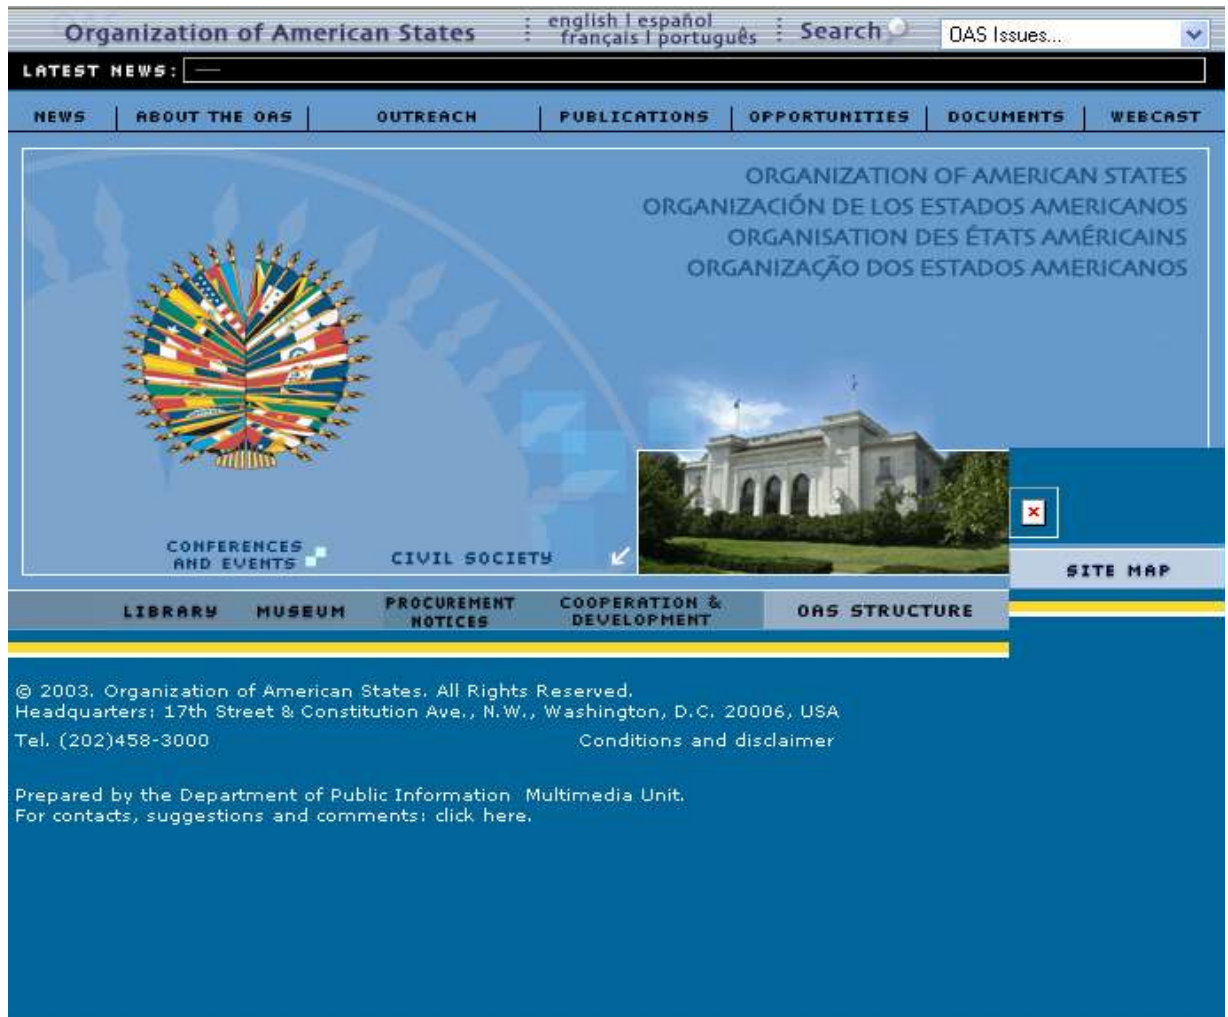 Organization of American States
english | español
français | português
Search
OAS Issues...
LATEST NEWS:
NEWS
ABOUT THE OAS
OUTREACH
PUBLICATIONS
OPPORTUNITIES
DOCUMENTS
WEBCAST
ORGANIZATION OF AMERICAN STATES
ORGANIZACIÓN DE LOS ESTADOS AMERICANOS
ORGANISATION DES ÉTATS AMÉRICAINS
ORGANIZAÇÃO DOS ESTADOS AMERICANOS
CONFERENCES
AND EVENTS
CIVIL SOCIETY
SITE MAP
LIBRARY
MUSEUM
PROCUREMENT
NOTICES
COOPERATION &
DEVELOPMENT
OAS STRUCTURE
© 2003. Organization of American States. All Rights Reserved.
Headquarters: 17th Street & Constitution Ave., N.W., Washington, D.C. 20006, USA
Tel. (202)458-3000
Conditions and disclaimer
Prepared by the Department of Public Information  Multimedia Unit.
For contacts, suggestions and comments: click here.